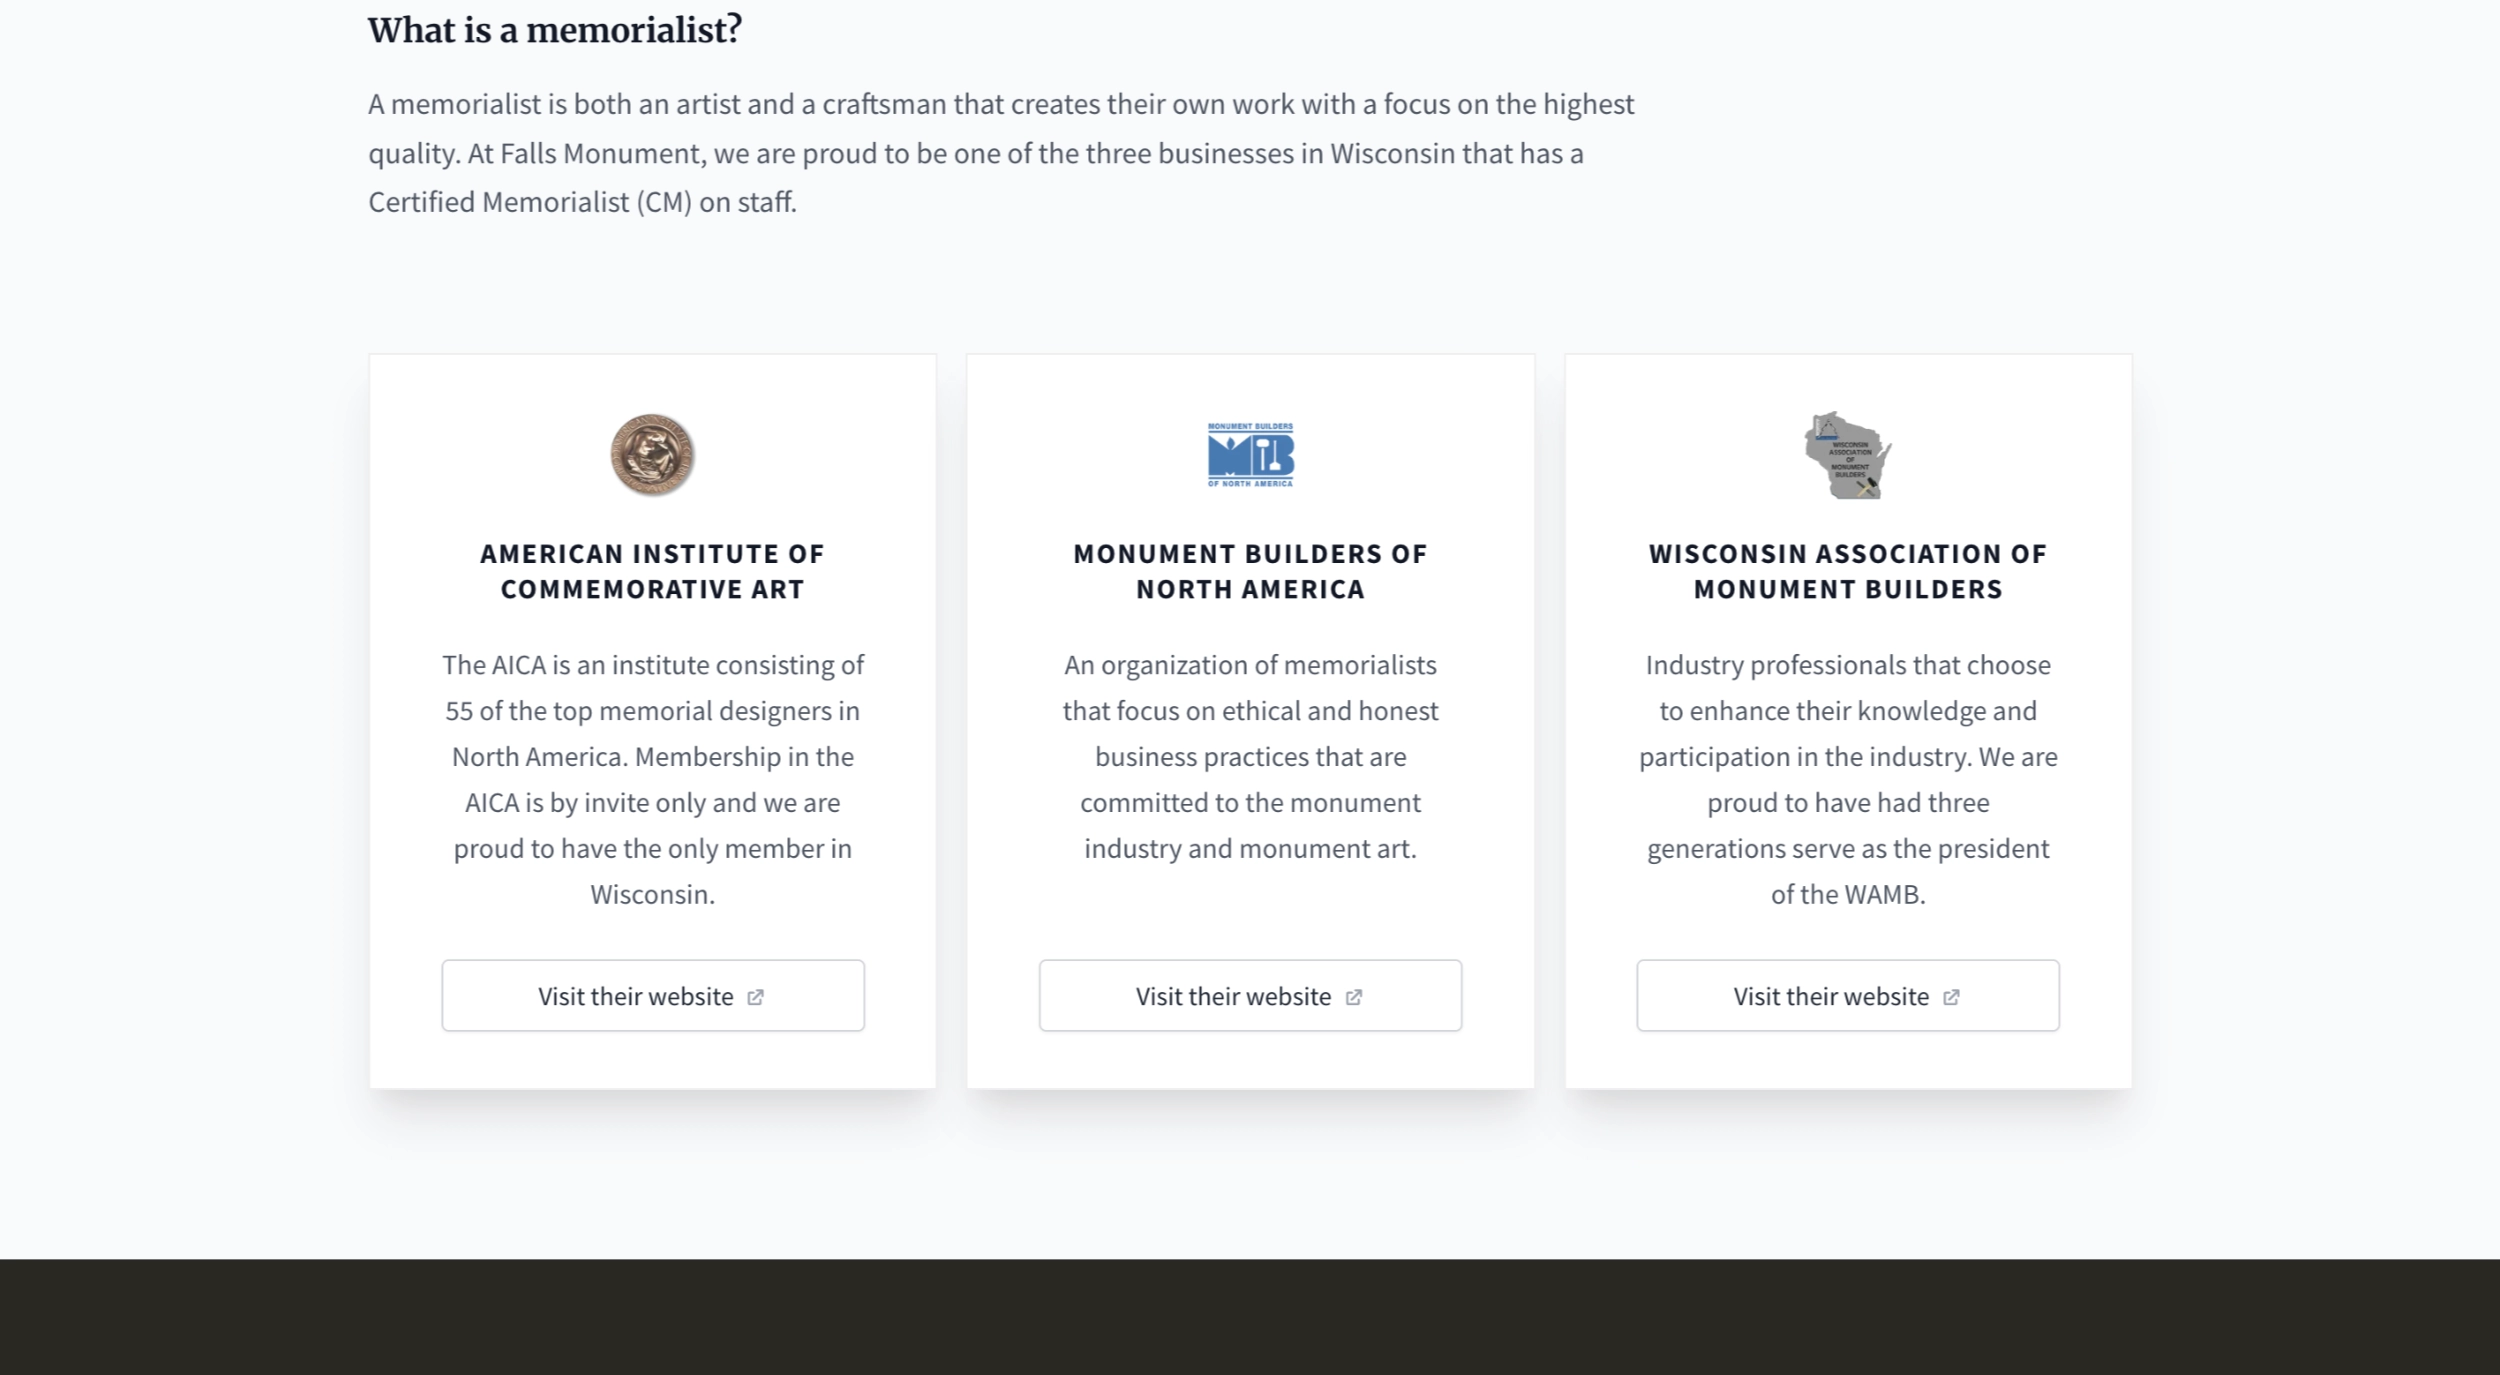 What is a memorialist?
A memorialist is both an artist and a craftsman that creates their own work with a focus on the highest
quality. At Falls Monument, we are proud to be one of the three businesses in Wisconsin that has a
Certified Memorialist (CM) on staff.
MONUMENT BUILDERS
MB
OF NORTH AMERICA
WISCONSIN
ASSOCIATION
OF
MONUMENT
BUILDERS
AMERICAN INSTITUTE OF
COMMEMORATIVE ART
The AICA is an institute consisting of
55 of the top memorial designers in
North America. Membership in the
AICA is by invite only and we are
proud to have the only member in
Wisconsin.
Visit their website
MONUMENT BUILDERS OF
NORTH AMERICA
An organization of memorialists
that focus on ethical and honest
business practices that are
committed to the monument
industry and monument art.
Visit their website
WISCONSIN ASSOCIATION OF
MONUMENT BUILDERS
Industry professionals that choose
to enhance their knowledge and
participation in the industry. We are
proud to have had three
generations serve as the president
of the WAMB.
Visit their website